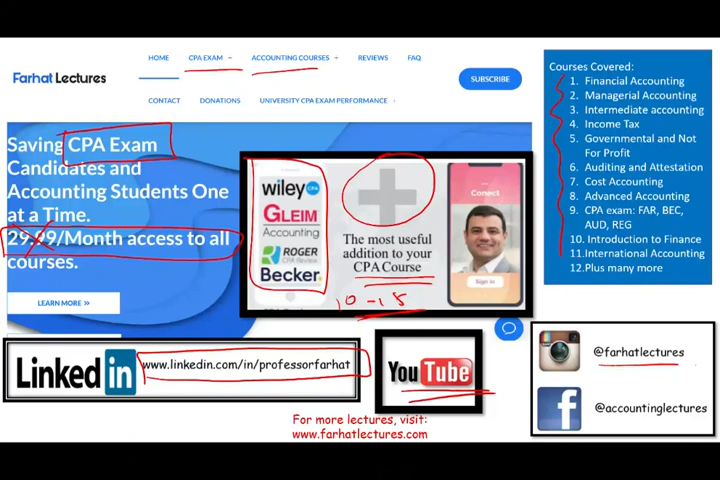 HOME
CPA EXAM
ACCOUNTING COURSES
REVIEWS
FAQ
Farhat Lectures
SUBSCRIBE
CONTACT
DONATIONS
UNIVERSITY CPA EXAM PERFORMANCE
Saving CPA Exam
Candidates and
Accounting Students One
at a Time.
29.99/Month access to all
courses.
LEARN MORE »
wiley CPA
GLEIM
Accounting
ROGER
CPA Review
Becker.
The most useful
addition to your
CPA Course
10 - 15
Conect
Sign in
Courses Covered:
1. Financial Accounting
2. Managerial Accounting
3. Intermediate accounting
4. Income Tax
5. Governmental and Not
For Profit
6. Auditing and Attestation
7. Cost Accounting
8. Advanced Accounting
9. CPA exam: FAR, BEC,
AUD, REG
10. Introduction to Finance
11. International Accounting
12. Plus many more
Linked in
www.linkedin.com/in/professorfarhat
YouTube
@farhatlectures
@accountinglectures
For more lectures, visit:
www.farhatlectures.com